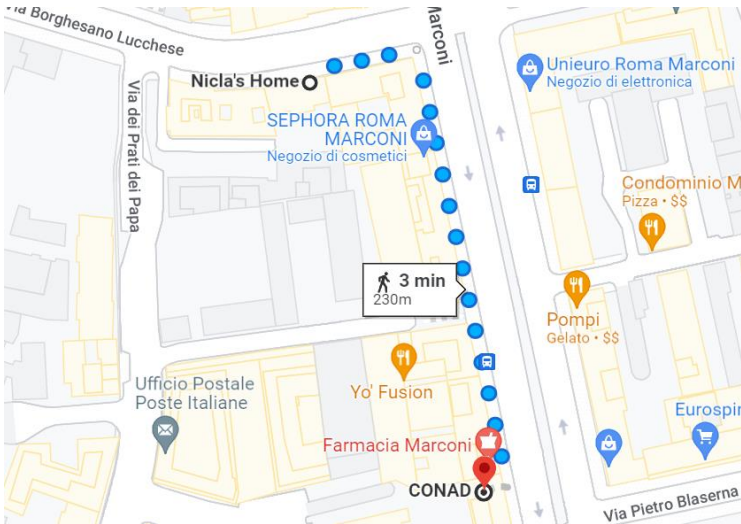 Via Borghesano Lucchese
Marconi
Nicla's Home
Via dei Prati dei Papa
SEPHORA ROMA
MARCONI
Negozio di cosmetici
Unieuro Roma Marconi
Negozio di elettronica
Condominio M
Pizza • $$
3 min
230m
Pompi
Gelato • $$
Yo' Fusion
Ufficio Postale
Poste Italiane
Eurospin
Farmacia Marconi
CONAD
Via Pietro Blaserna